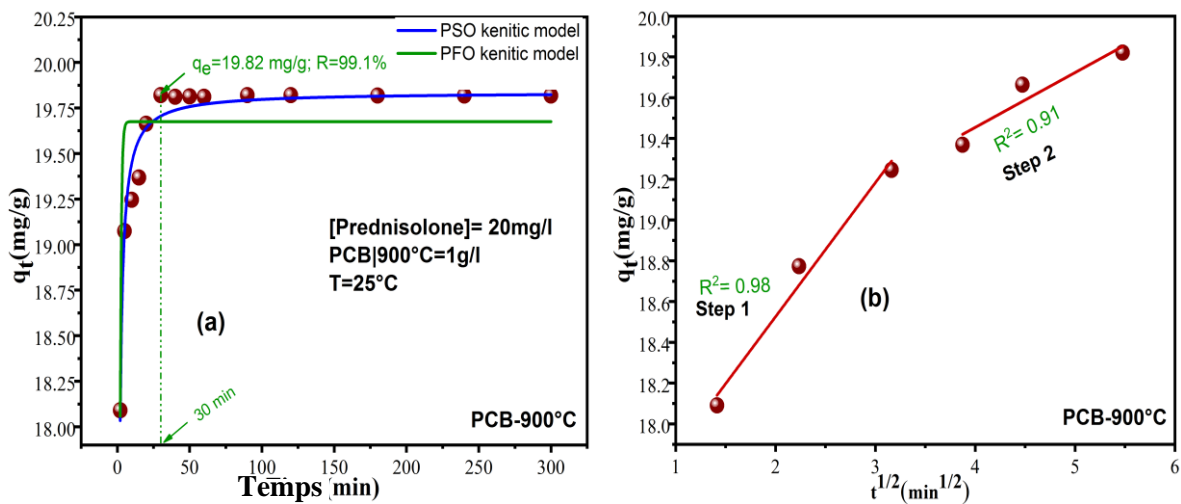 20.25
20.00
19.75
19.50
19.25
19.00
18.75
18.50
18.25
18.00
qt(mg/g)
PSO kenitic model
PFO kenitic model
qe=19.82 mg/g; R=99.1%
[Prednisolone]= 20mg/l
PCB|900°C=1g/l
T=25°C
(a)
30 min
PCB-900°C
0 50 100 150 200 250 300
Temps (min)
20.0
19.8
19.6
19.4
19.2
19.0
18.8
18.6
18.4
18.2
18.0
qt(mg/g)
R2= 0.91
Step 2
R2= 0.98
Step 1
(b)
PCB-900°C
1 2 3 4 5 6
t1/2(min1/2)